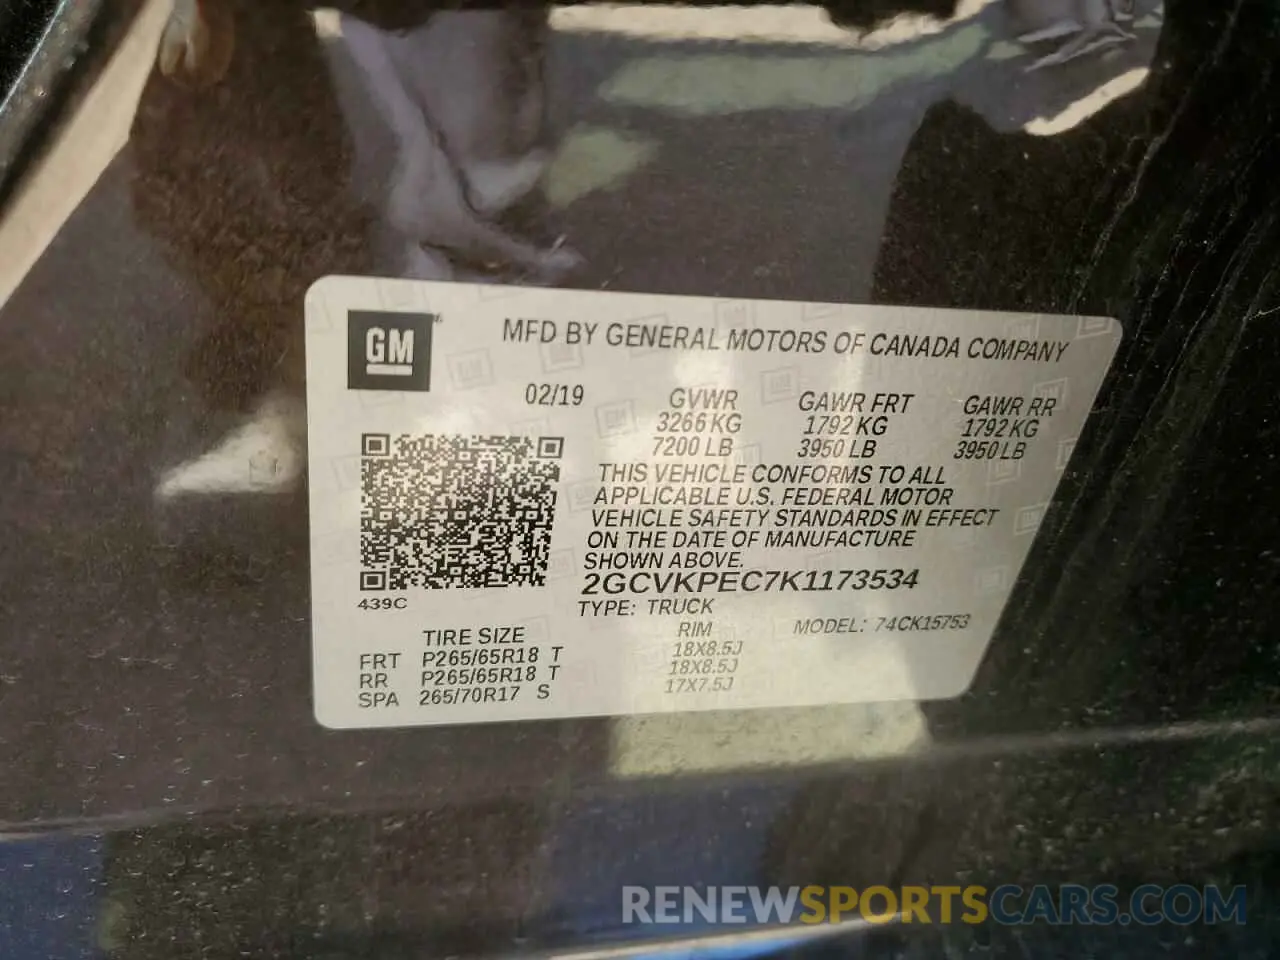 GM
MFD BY GENERAL MOTORS OF CANADA COMPANY
02/19
GVWR GAWR FRT GAWR RR
3266 KG 1792 KG 1792 KG
7200 LB 3950 LB 3950 LB
THIS VEHICLE CONFORMS TO ALL
APPLICABLE U.S. FEDERAL MOTOR
VEHICLE SAFETY STANDARDS IN EFFECT
ON THE DATE OF MANUFACTURE
SHOWN ABOVE.
2GCVKPEC7K1173534
439C
TYPE: TRUCK
MODEL: 74CK15753
TIRE SIZE RIM
FRT P265/65R18 T 18X8.5J
RR P265/65R18 T 18X8.5J
SPA 265/70R17 S 17X7.5J
RENEWSPORTSCARS.COM